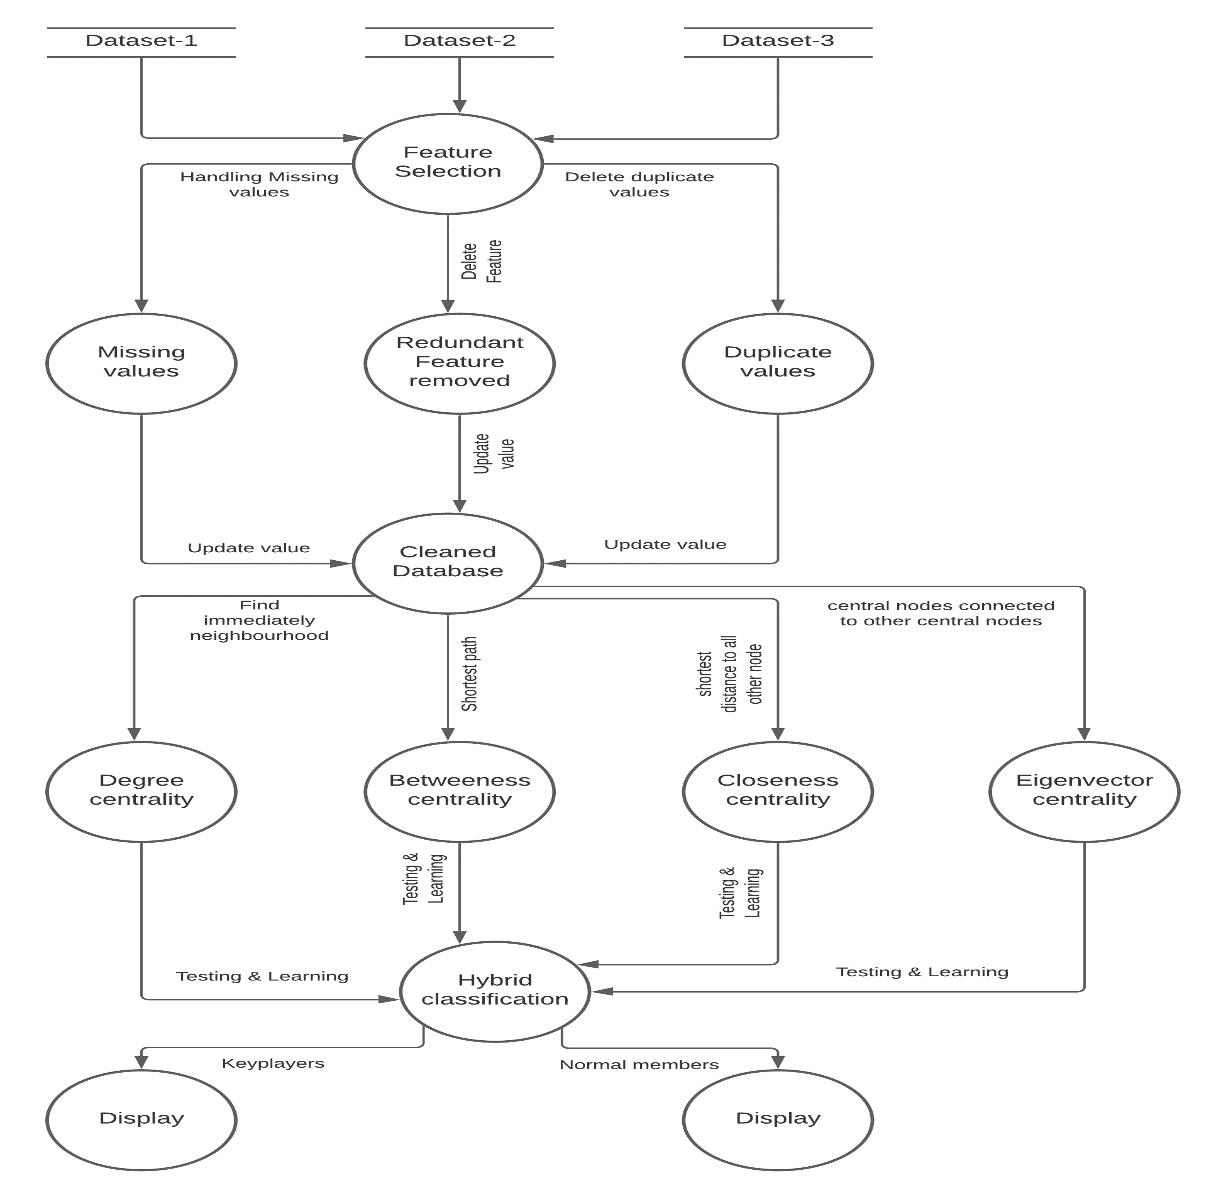 Dataset-1
Dataset-2
Dataset-3
Feature
Selection
Handling Missing
values
Delete duplicate
values
Delete
Feature
Missing
values
Redundant
Feature
removed
Duplicate
values
Update
value
Update value
Cleaned
Database
Update value
Find
immediately
neighbourhood
Shortest path
shortest
distance to all
other node
central nodes connected
to other central nodes
Degree
centrality
Betweeness
centrality
Closeness
centrality
Eigenvector
centrality
Testing &
Learning
Testing &
Learning
Testing & Learning
Hybrid
classification
Testing & Learning
Keyplayers
Normal members
Display
Display